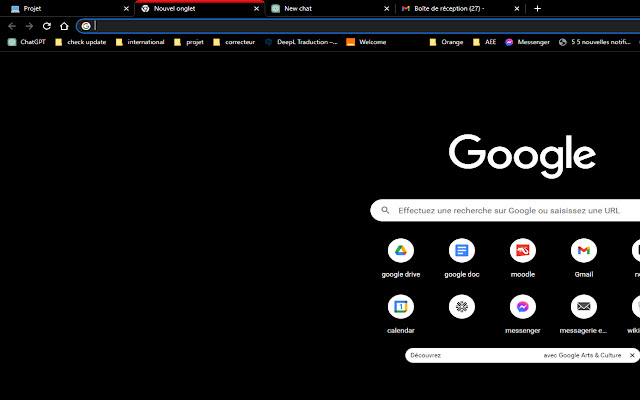 Projet
Nouvel onglet
New chat
Boîte de réception (27) -
ChatGPT
check update
international
projet
correcteur
DeepL Traduction –...
Welcome
Orange
AEE
Messenger
5 5 nouvelles notifi...
Google
Effectuez une recherche sur Google ou saisissez une URL
google drive
google doc
moodle
Gmail
calendar
messenger
messagerie e...
wiki
Découvrez avec Google Arts & Culture